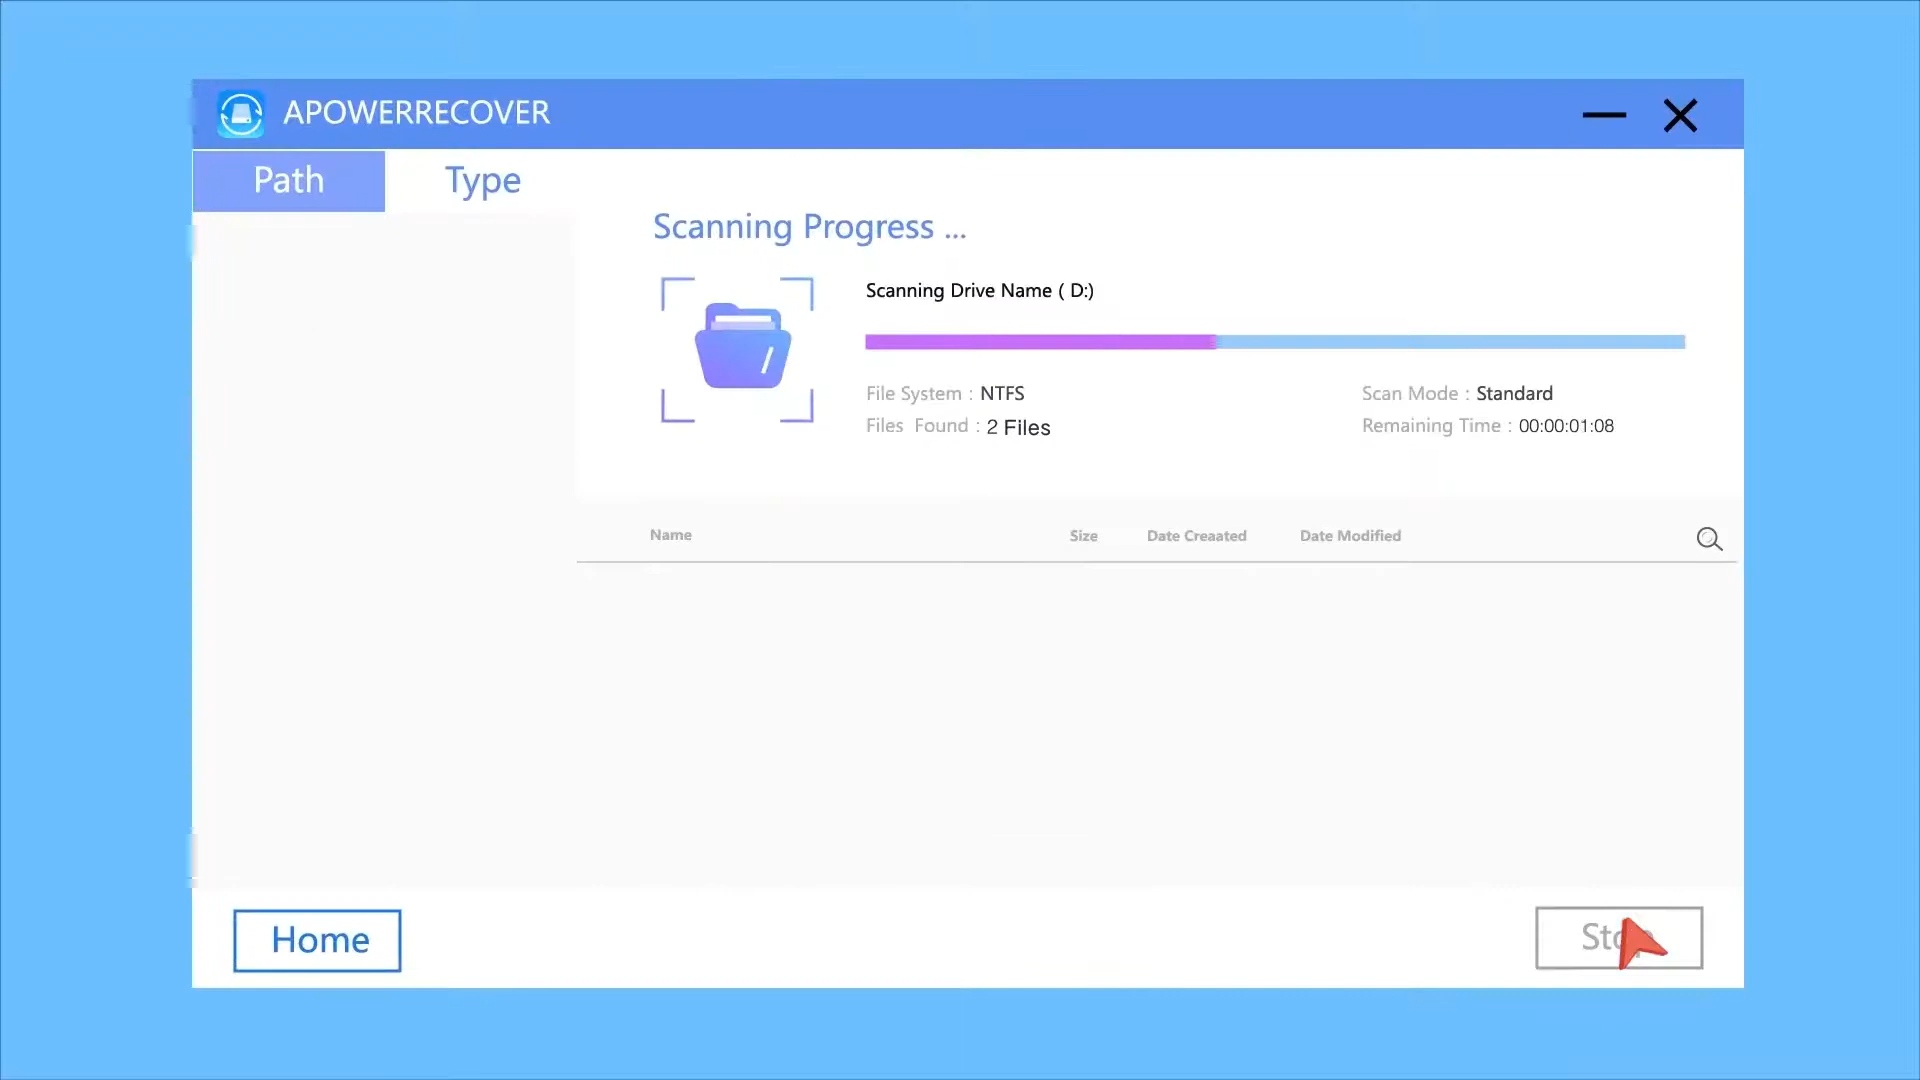 APOWERRECOVER
Path Type
Scanning Progress ...
Scanning Drive Name ( D:)
File System : NTFS Scan Mode : Standard
Files Found : 2 Files Remaining Time : 00:00:01:08
Name Size Date Creaated Date Modified
Home Stop